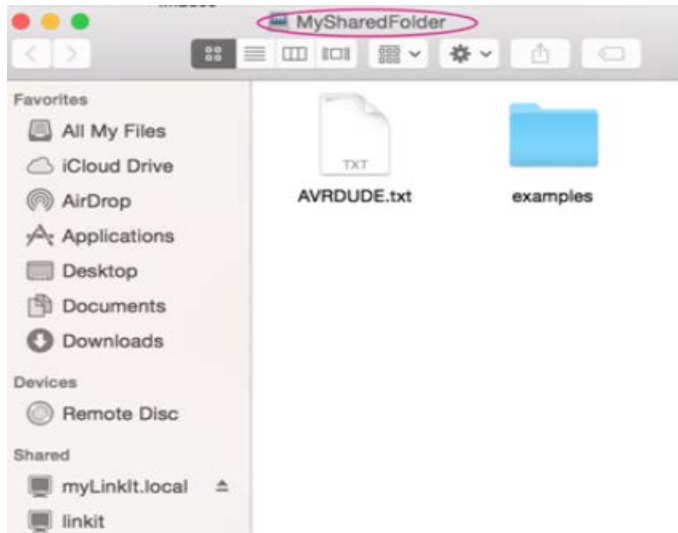 MySharedFolder
Favorites
All My Files
iCloud Drive
AirDrop
Applications
Desktop
Documents
Downloads
Devices
Remote Disc
Shared
myLinkIt.local
linkit
TXT
AVRDUDE.txt
examples